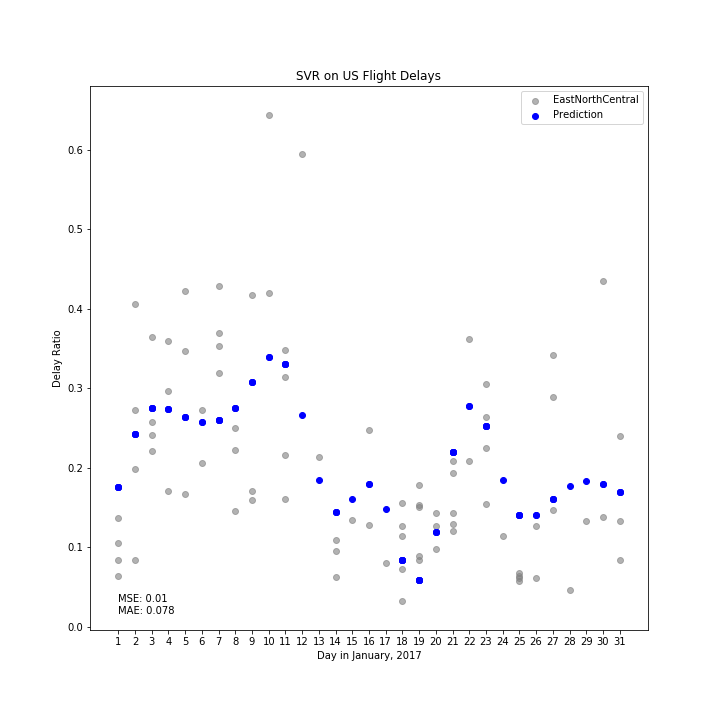 SVR on US Flight Delays
EastNorthCentral
Prediction
Delay Ratio
0.6
0.5
0.4
0.3
0.2
0.1
0.0
MSE: 0.01
MAE: 0.078
1 2 3 4 5 6 7 8 9 10 11 12 13 14 15 16 17 18 19 20 21 22 23 24 25 26 27 28 29 30 31
Day in January, 2017